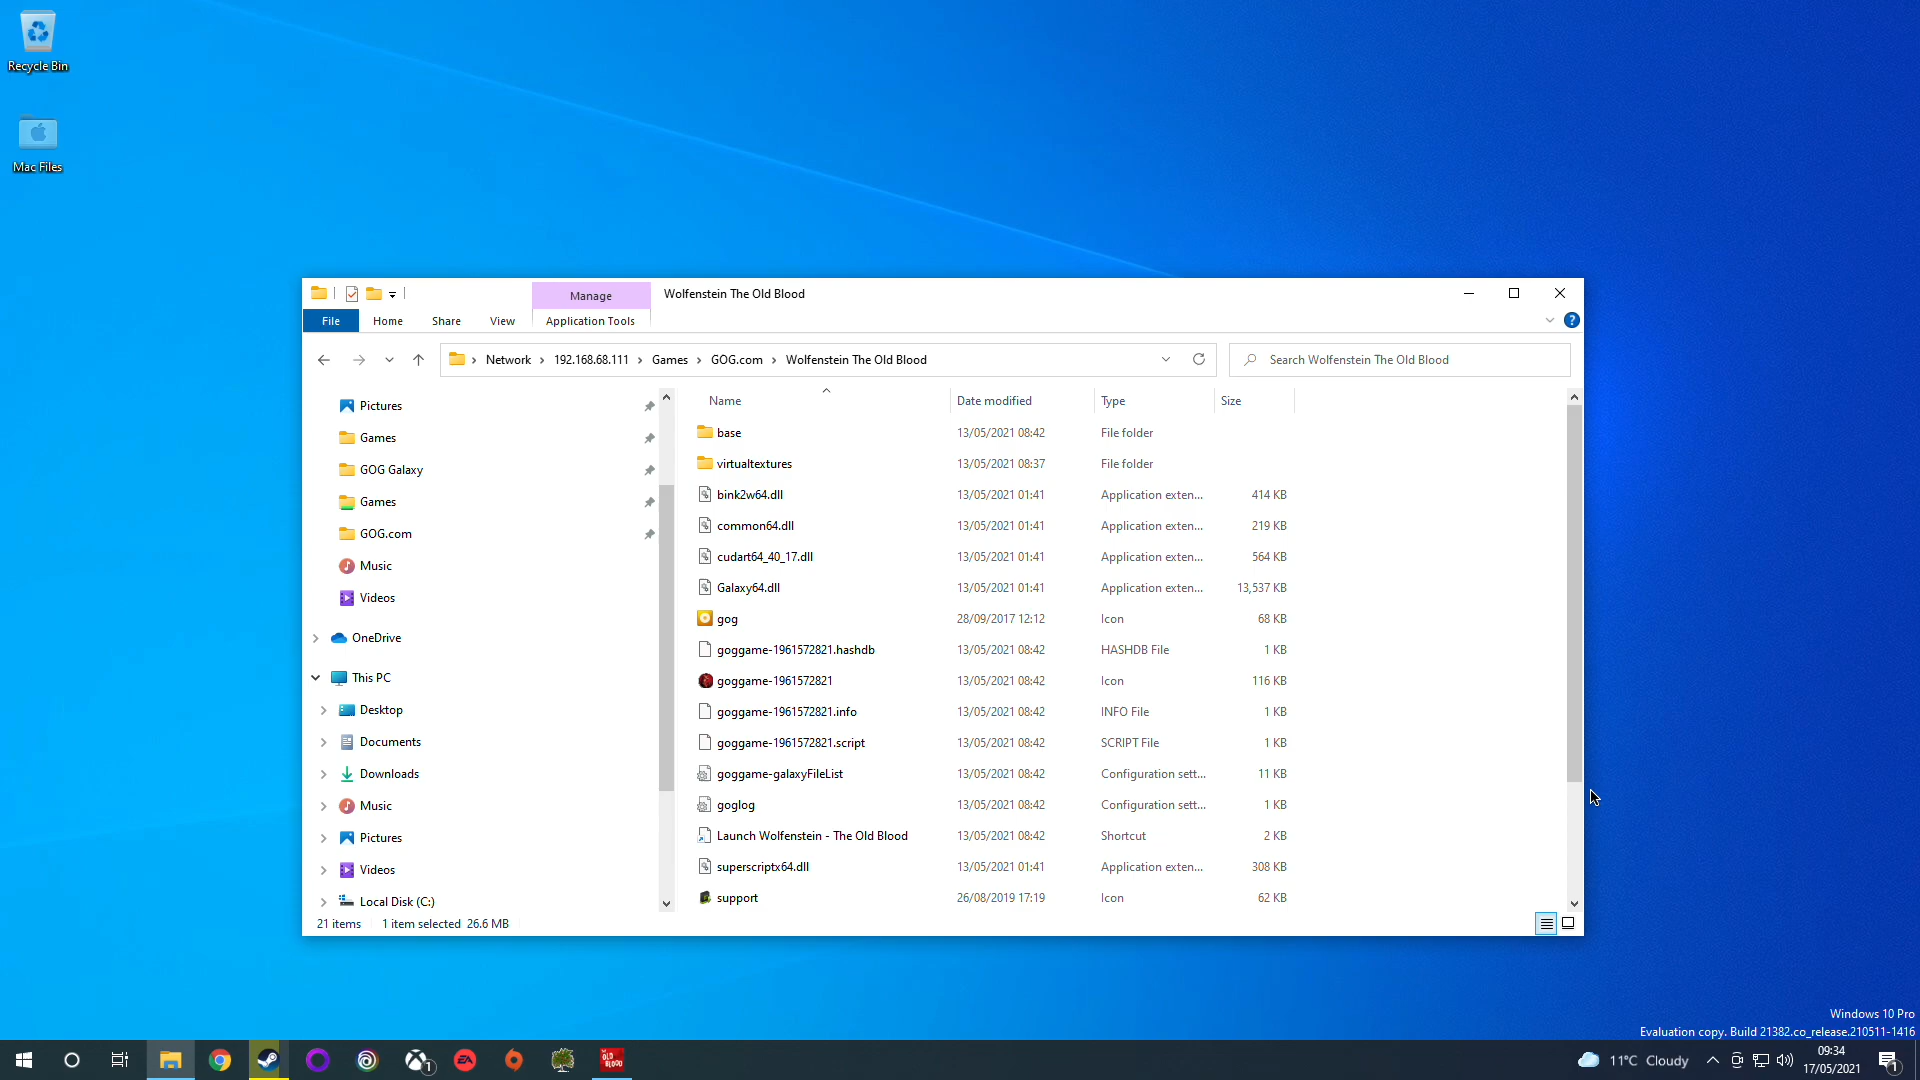 Recycle Bin
Mac Files
Manage
Wolfenstein The Old Blood
File Home Share View Application Tools
Network 192.168.68.111 Games GOG.com Wolfenstein The Old Blood
Search Wolfenstein The Old Blood
Pictures
Games
GOG Galaxy
Games
GOG.com
Music
Videos
OneDrive
This PC
Desktop
Documents
Downloads
Music
Pictures
Videos
Local Disk (C:)
Name Date modified Type Size
base 13/05/2021 08:42 File folder
virtualtextures 13/05/2021 08:37 File folder
bink2w64.dll 13/05/2021 01:41 Application exten... 414 KB
common64.dll 13/05/2021 01:41 Application exten... 219 KB
cudart64_40_17.dll 13/05/2021 01:41 Application exten... 564 KB
Galaxy64.dll 13/05/2021 01:41 Application exten... 13,537 KB
gog 28/09/2017 12:12 Icon 68 KB
goggame-1961572821.hashdb 13/05/2021 08:42 HASHDB File 1 KB
goggame-1961572821 13/05/2021 08:42 Icon 116 KB
goggame-1961572821.info 13/05/2021 08:42 INFO File 1 KB
goggame-1961572821.script 13/05/2021 08:42 SCRIPT File 1 KB
goggame-galaxyFileList 13/05/2021 08:42 Configuration sett... 11 KB
goglog 13/05/2021 08:42 Configuration sett... 1 KB
Launch Wolfenstein - The Old Blood 13/05/2021 08:42 Shortcut 2 KB
superscriptx64.dll 13/05/2021 01:41 Application exten... 308 KB
support 26/08/2019 17:19 Icon 62 KB
21 items 1 item selected 26.6 MB
Windows 10 Pro
Evaluation copy. Build 21382.co_release.210511-1416
1
EA
OLD BLOOD
11°C Cloudy
09:34
17/05/2021
1